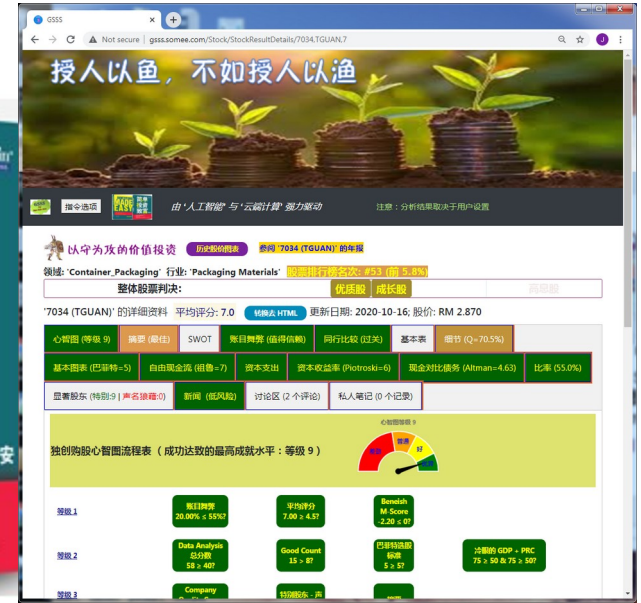 GSSS
Not secure | gsss.somee.com/Stock/StockResultDetails/7034,TGUAN,7
J
授人以鱼，不如授人以渔
指令选项
MADE EASY
由 '人工智能' 与 '云端计算' 强力驱动
注意：分析结果取决于用户设置
以守为攻的价值投资
历史股价图表
参阅 '7034 (TGUAN)' 的年报
领域: 'Container_Packaging' 行业: 'Packaging Materials' 股票排行榜名次: #53 (前 5.8%)
整体股票判决:
优质股
成长股
'7034 (TGUAN)' 的详细资料 平均评分: 7.0 转换去 HTML 更新日期: 2020-10-16; 股价: RM 2.870
心智图 (等级 9)
摘要 (最佳)
SWOT
账目舞弊 (值得信赖)
同行比较 (过关)
基本表
细节 (Q=70.5%)
基本图表 (巴菲特=5)
自由现金流 (祖鲁=7)
资本支出
资本收益率 (Piotroski=6)
现金对比债务 (Altman=4.63)
比率 (55.0%)
显著股东 (特别:9 | 声名狼藉:0)
新闻 (低风险)
讨论区 (2 个评论)
私人笔记 (0 个记录)
独创购股心智图流程表 ( 成功达致的最高成就水平：等级 9 )
心智图等级 9
普通
好
等级 1
账目舞弊
20.00% ≤ 55%?
平均评分
7.00 ≥ 4.5?
Beneish
M-Score
-2.20 ≤ 0?
等级 2
Data Analysis
总分数
58 ≥ 40?
Good Count
15 > 8?
巴菲特选股
标准
5 ≥ 5?
冷眼的 GDP + PRC
75 ≥ 50 & 75 ≥ 50?
等级 3
Company
特别股东 - 声
安